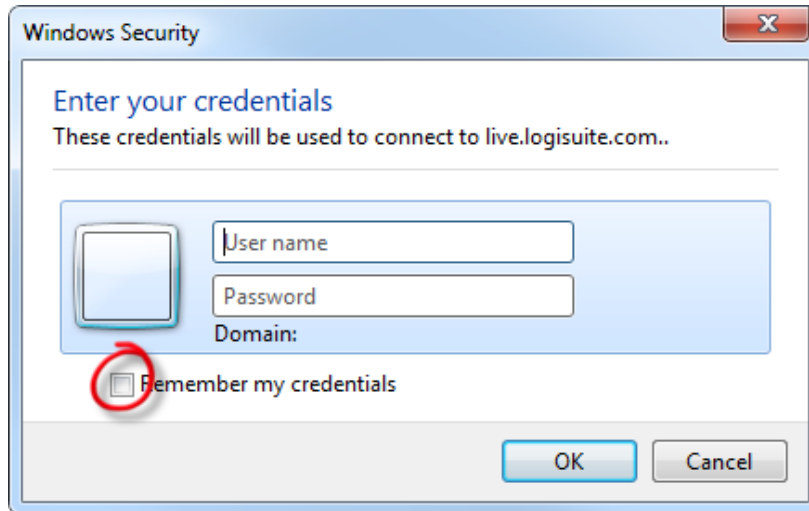 Windows Security
Enter your credentials
These credentials will be used to connect to live.logisuite.com..
User name
Password
Domain:
Remember my credentials
OK
Cancel